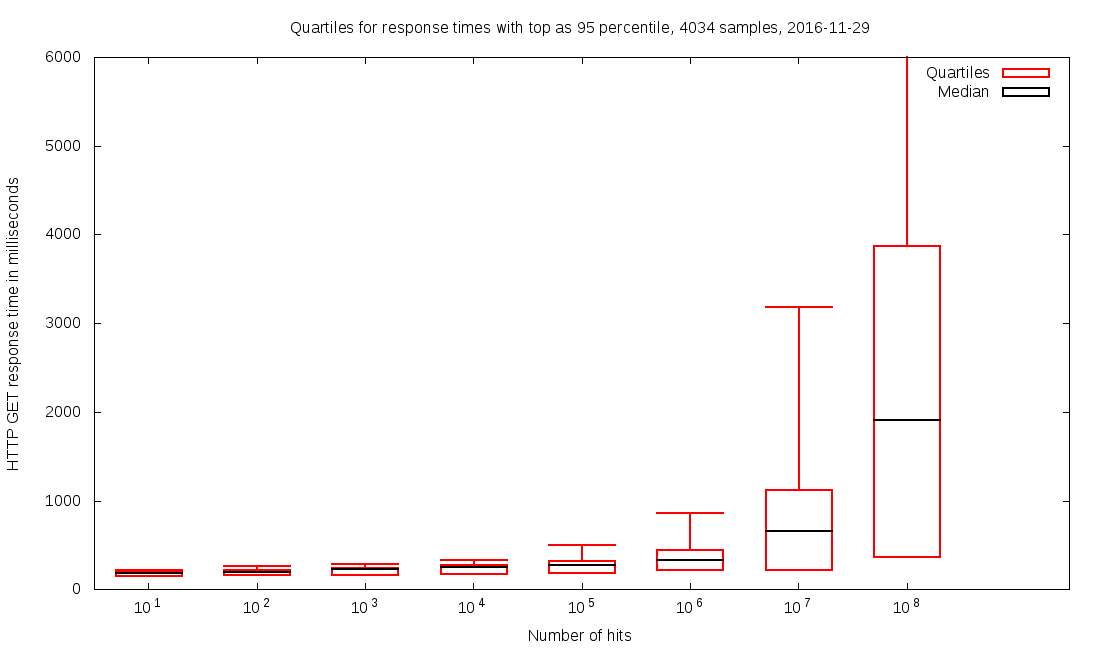 Quartiles for response times with top as 95 percentile, 4034 samples, 2016-11-29
Quartiles
Median
HTTP GET response time in milliseconds
6000
5000
4000
3000
2000
1000
0
10^1 10^2 10^3 10^4 10^5 10^6 10^7 10^8
Number of hits